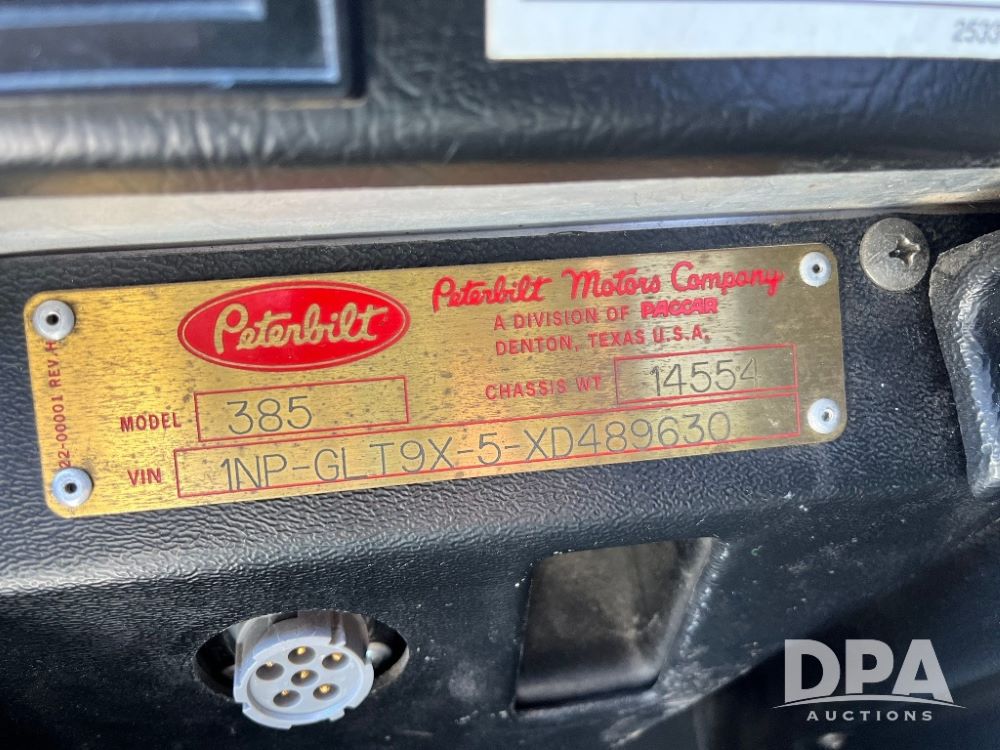 2533
Peterbilt
Peterbilt Motors Company
A DIVISION OF PACCAR
DENTON, TEXAS U.S.A.
MODEL 385
CHASSIS WT 14554
VIN 1NP-GLT9X-5-XD489630
22-00001 REV.
DPA
AUCTIONS